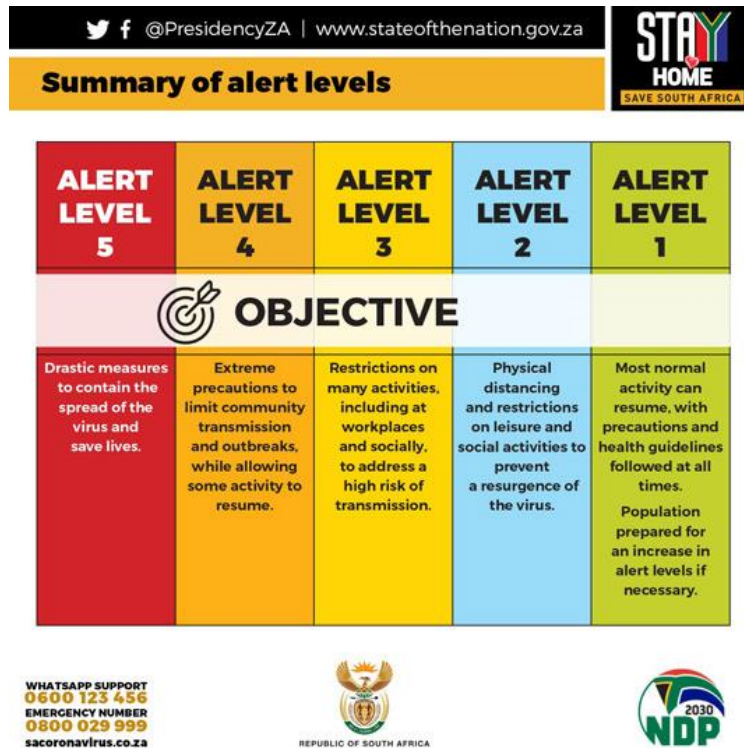 @PresidencyZA | www.stateofthenation.gov.za
STAY
HOME
SAVE SOUTH AFRICA
Summary of alert levels
ALERT
LEVEL
5
ALERT
LEVEL
4
ALERT
LEVEL
3
ALERT
LEVEL
2
ALERT
LEVEL
1
OBJECTIVE
Drastic measures
to contain the
spread of the
virus and
save lives.
Extreme
precautions to
limit community
transmission
and outbreaks,
while allowing
some activity to
resume.
Restrictions on
many activities,
including at
workplaces
and socially,
to address a
high risk of
transmission.
Physical
distancing
and restrictions
on leisure and
social activities to
prevent
a resurgence of
the virus.
Most normal
activity can
resume, with
precautions and
health guidelines
followed at all
times.
Population
prepared for
an increase in
alert levels if
necessary.
WHATSAPP SUPPORT
0600 123 456
EMERGENCY NUMBER
0800 029 999
sacoronavirus.co.za
REPUBLIC OF SOUTH AFRICA
2030
NDP